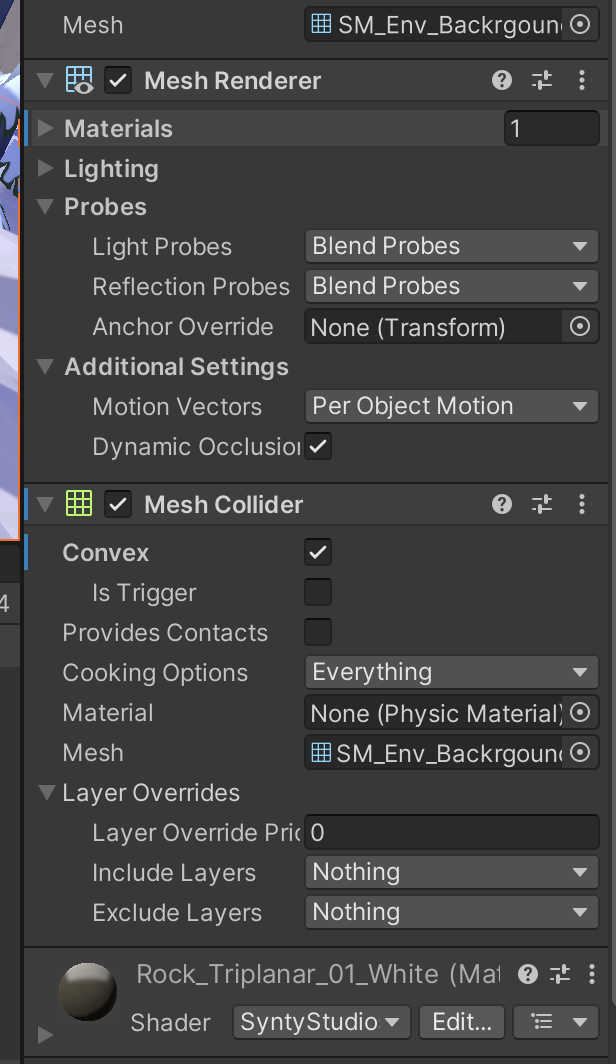 Mesh SM_Env_Backrgroun
Mesh Renderer
Materials 1
Lighting
Probes
Light Probes Blend Probes
Reflection Probes Blend Probes
Anchor Override None (Transform)
Additional Settings
Motion Vectors Per Object Motion
Dynamic Occlusion
Mesh Collider
Convex
Is Trigger
Provides Contacts
4
Cooking Options Everything
Material None (Physic Material)
Mesh SM_Env_Backrgroun
Layer Overrides
Layer Override Pri 0
Include Layers Nothing
Exclude Layers Nothing
Rock_Triplanar_01_White (Mat
Shader SyntyStudio Edit...